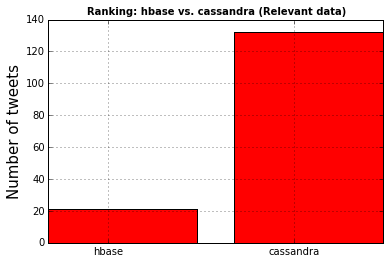 Ranking: hbase vs. cassandra (Relevant data)
Number of tweets
140
120
100
80
60
40
20
0
hbase
cassandra